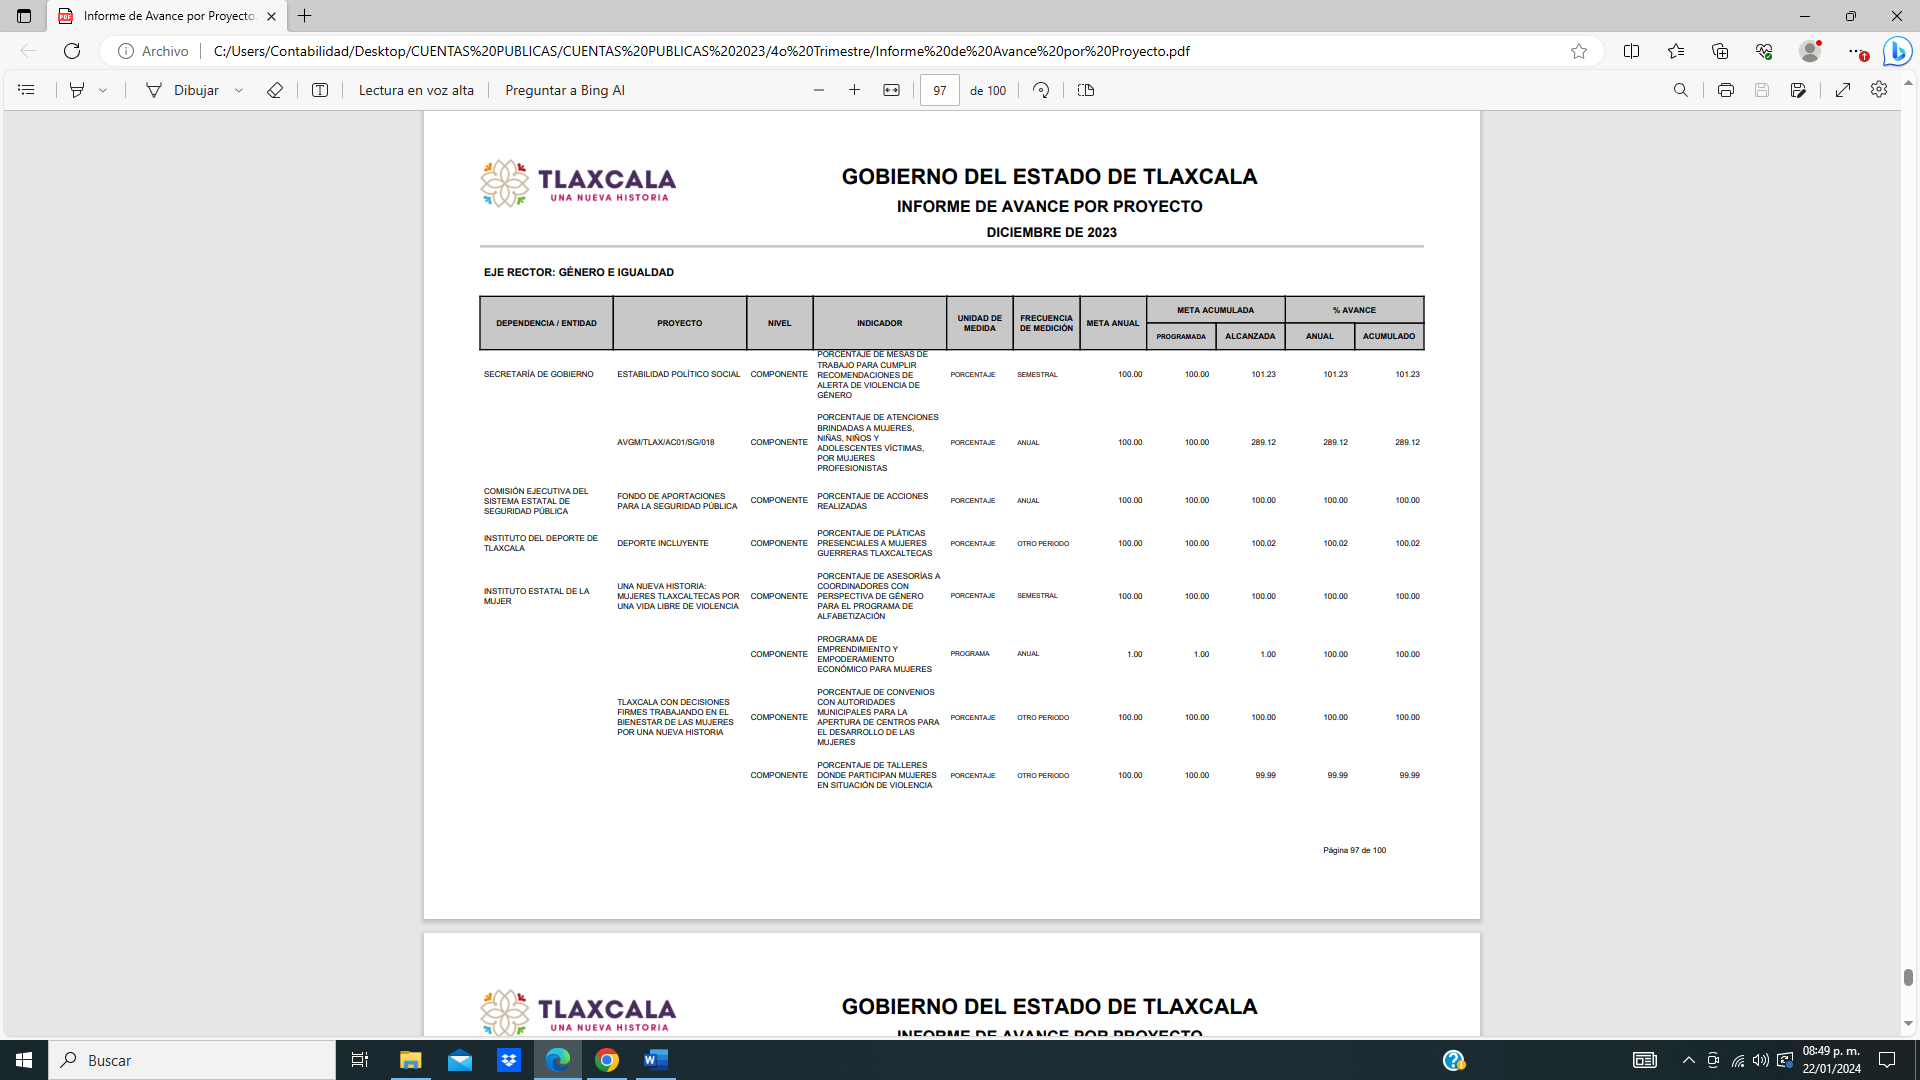 Informe de Avance por Proyecto.
Archivo
C:/Users/Contabilidad/Desktop/CUENTAS%20PUBLICAS/CUENTAS%20PUBLICAS%202023/4o%20Trimestre/Informe%20de%20Avance%20por%20Proyecto.pdf
Dibujar
Lectura en voz alta
Preguntar a Bing AI
97 de 100
TLAXCALA
UNA NUEVA HISTORIA
GOBIERNO DEL ESTADO DE TLAXCALA
INFORME DE AVANCE POR PROYECTO
DICIEMBRE DE 2023
EJE RECTOR: GÉNERO E IGUALDAD
DEPENDENCIA / ENTIDAD
PROYECTO
NIVEL
INDICADOR
UNIDAD DE
MEDIDA
FRECUENCIA
DE MEDICIÓN
META ANUAL
META ACUMULADA
PROGRAMADA
ALCANZADA
% AVANCE
ANUAL
ACUMULADO
SECRETARÍA DE GOBIERNO
ESTABILIDAD POLÍTICO SOCIAL
COMPONENTE
PORCENTAJE DE MESAS DE
TRABAJO PARA CUMPLIR
RECOMENDACIONES DE
ALERTA DE VIOLENCIA DE
GÉNERO
PORCENTAJE
SEMESTRAL
100.00
100.00
101.23
101.23
101.23
AVGM/TLAX/AC01/SG/018
COMPONENTE
PORCENTAJE DE ATENCIONES
BRINDADAS A MUJERES,
NIÑAS, NIÑOS Y
ADOLESCENTES VÍCTIMAS,
POR MUJERES
PROFESIONISTAS
PORCENTAJE
ANUAL
100.00
100.00
289.12
289.12
289.12
COMISIÓN EJECUTIVA DEL
SISTEMA ESTATAL DE
SEGURIDAD PÚBLICA
FONDO DE APORTACIONES
PARA LA SEGURIDAD PÚBLICA
COMPONENTE
PORCENTAJE DE ACCIONES
REALIZADAS
PORCENTAJE
ANUAL
100.00
100.00
100.00
100.00
100.00
INSTITUTO DEL DEPORTE DE
TLAXCALA
DEPORTE INCLUYENTE
COMPONENTE
PORCENTAJE DE PLÁTICAS
PRESENCIALES A MUJERES
GUERRERAS TLAXCALTECAS
PORCENTAJE
OTRO PERIODO
100.00
100.00
100.02
100.02
100.02
INSTITUTO ESTATAL DE LA
MUJER
UNA NUEVA HISTORIA:
MUJERES TLAXCALTECAS POR
UNA VIDA LIBRE DE VIOLENCIA
COMPONENTE
PORCENTAJE DE ASESORÍAS A
COORDINADORES CON
PERSPECTIVA DE GÉNERO
PARA EL PROGRAMA DE
ALFABETIZACIÓN
PORCENTAJE
SEMESTRAL
100.00
100.00
100.00
100.00
100.00
COMPONENTE
PROGRAMA DE
EMPRENDIMIENTO Y
EMPODERAMIENTO
ECONÓMICO PARA MUJERES
PROGRAMA
ANUAL
1.00
1.00
1.00
100.00
100.00
TLAXCALA CON DECISIONES
FIRMES TRABAJANDO EN EL
BIENESTAR DE LAS MUJERES
POR UNA NUEVA HISTORIA
COMPONENTE
PORCENTAJE DE CONVENIOS
CON AUTORIDADES
MUNICIPALES PARA LA
APERTURA DE CENTROS PARA
EL DESARROLLO DE LAS
MUJERES
PORCENTAJE
OTRO PERIODO
100.00
100.00
100.00
100.00
100.00
COMPONENTE
PORCENTAJE DE TALLERES
DONDE PARTICIPAN MUJERES
EN SITUACIÓN DE VIOLENCIA
PORCENTAJE
OTRO PERIODO
100.00
100.00
99.99
99.99
99.99
Página 97 de 100
TLAXCALA
UNA NUEVA HISTORIA
GOBIERNO DEL ESTADO DE TLAXCALA
INFORME DE AVANCE POR PROYECTO
Buscar
08:49 p. m.
22/01/2024